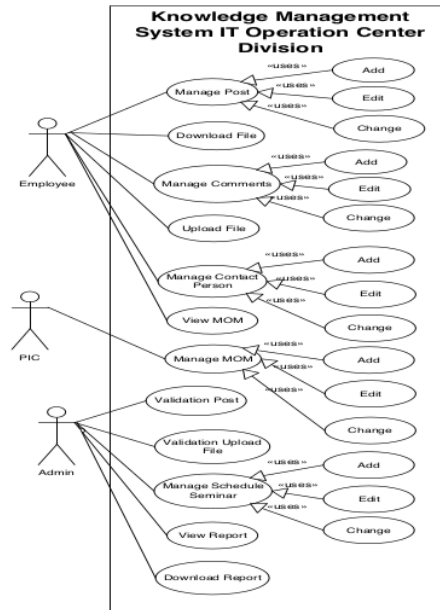 Knowledge Management
System IT Operation Center
Division
«uses»
Add
Manage Post
«uses»
Edit
«uses»
Change
Download File
Employee
«uses»
Add
Manage Comments
«uses»
Edit
«uses»
Change
Upload File
«uses»
Add
Manage Contact
Person
«uses»
Edit
«uses»
Change
View MOM
PIC
Manage MOM
«uses»
Add
«uses»
Edit
«uses»
Change
Validation Post
Admin
Validation Upload
File
«uses»
Add
Manage Schedule
Seminar
«uses»
Edit
«uses»
Change
View Report
Download Report